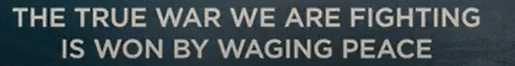 THE TRUE WAR WE ARE FIGHTING
IS WON BY WAGING PEACE